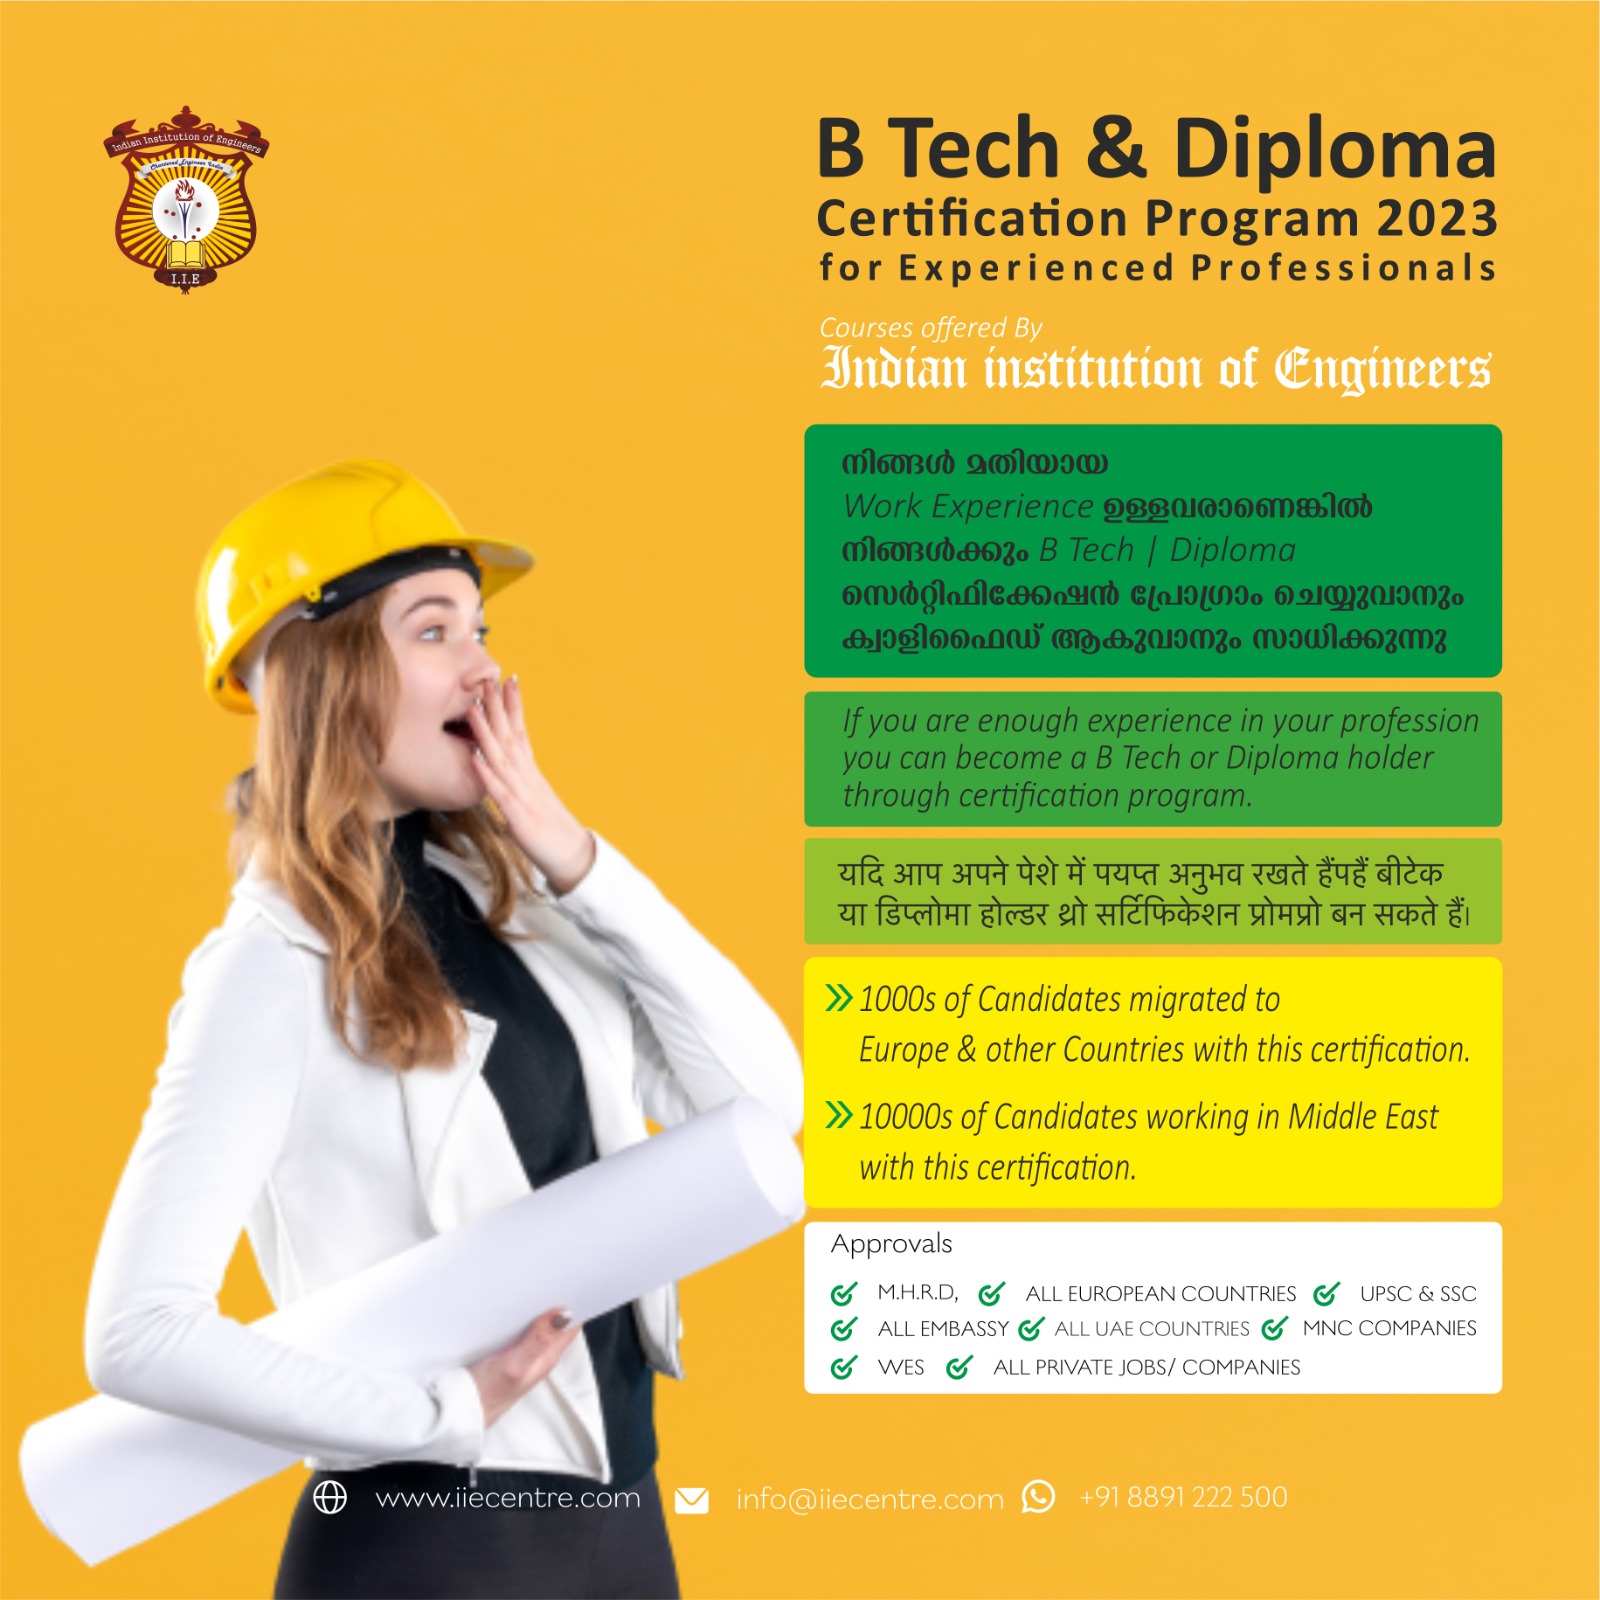 Indian Institution of Engineers
Chartered Engineer India
I.I.E
B Tech & Diploma
Certification Program 2023
for Experienced Professionals
Courses offered By
Indian institution of Engineers
നിങ്ങൾ മതിയായ
Work Experience ഉള്ളവരാണെങ്കിൽ
നിങ്ങൾക്കും B Tech | Diploma
സെർറ്റിഫിക്കേഷൻ പ്രോഗ്രാം ചെയ്യുവാനും
ക്വാളിഫൈഡ് ആകുവാനും സാധിക്കുന്നു
If you are enough experience in your profession
you can become a B Tech or Diploma holder
through certification program.
यदि आप अपने पेशे में पयप्त अनुभव रखते हैंपहैं बीटेक
या डिप्लोमा होल्डर थ्रो सर्टिफिकेशन प्रोमप्रो बन सकते हैं।
1000s of Candidates migrated to
Europe & other Countries with this certification.
10000s of Candidates working in Middle East
with this certification.
Approvals
M.H.R.D, ALL EUROPEAN COUNTRIES UPSC & SSC
ALL EMBASSY ALL UAE COUNTRIES MNC COMPANIES
WES ALL PRIVATE JOBS/ COMPANIES
www.iiecentre.com info@iiecentre.com +91 8891 222 500